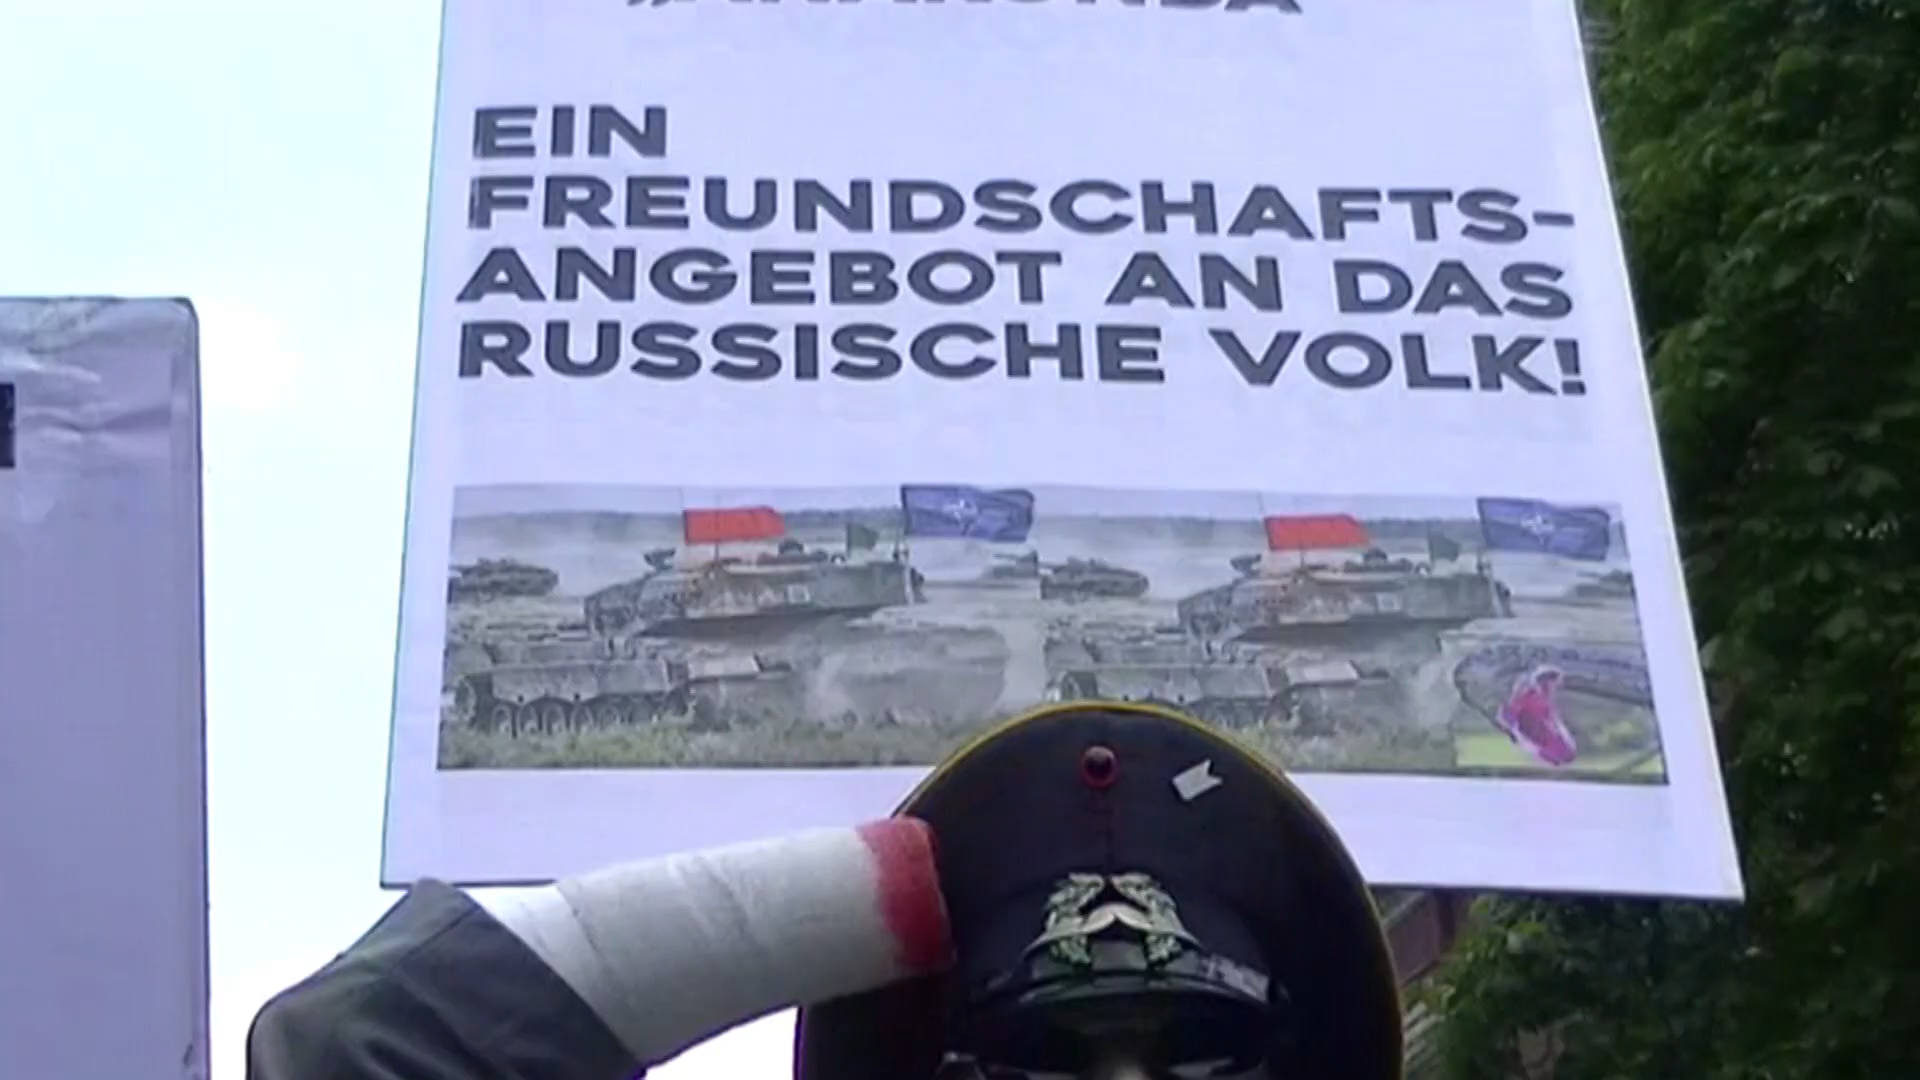 EIN
FREUNDSCHAFTS-
ANGEBOT AN DAS
RUSSISCHE VOLK!